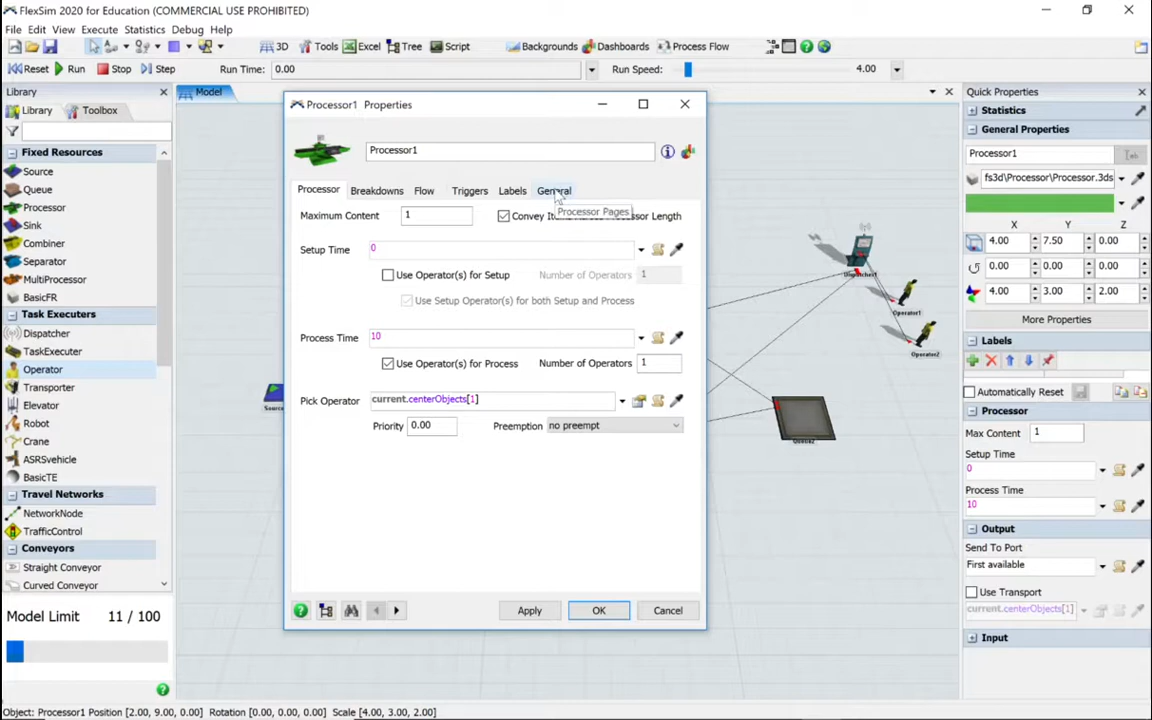 FlexSim 2020 for Education (COMMERCIAL USE PROHIBITED)
File Edit View Execute Statistics Debug Help
3D Tools Excel Tree Script Backgrounds Dashboards Process Flow
Reset Run Stop Step Run Time: 0.00 Run Speed: 4.00
Library
Library Toolbox
Fixed Resources
Source
Queue
Processor
Sink
Combiner
Separator
MultiProcessor
BasicFR
Task Executers
Dispatcher
TaskExecuter
Operator
Transporter
Elevator
Robot
Crane
ASRSvehicle
BasicTE
Travel Networks
NetworkNode
TrafficControl
Conveyors
Straight Conveyor
Curved Conveyor
Model Limit 11 / 100
Model
Dispatcher1
Operator1
Operator2
Processor1 Properties
Processor1
Processor Breakdowns Flow Triggers Labels General
Processor Pages
Maximum Content 1 Convey Processor Length
Setup Time 0
Use Operator(s) for Setup Number of Operators 1
Use Setup Operator(s) for both Setup and Process
Process Time 10
Use Operator(s) for Process Number of Operators 1
Pick Operator current.centerObjects[1]
Priority 0.00 Preemption no preempt
Apply OK Cancel
Quick Properties
Statistics
General Properties
Processor1
fs3d\Processor\Processor.3ds
X Y Z
4.00 7.50 0.00
0.00 0.00 0.00
4.00 3.00 2.00
More Properties
Labels
Automatically Reset
Processor
Max Content 1
Setup Time
0
Process Time
10
Output
Send To Port
First available
Use Transport
current.centerObjects[1]
Input
Object: Processor1 Position [2.00, 9.00, 0.00] Rotation [0.00, 0.00, 0.00] Scale [4.00, 3.00, 2.00]